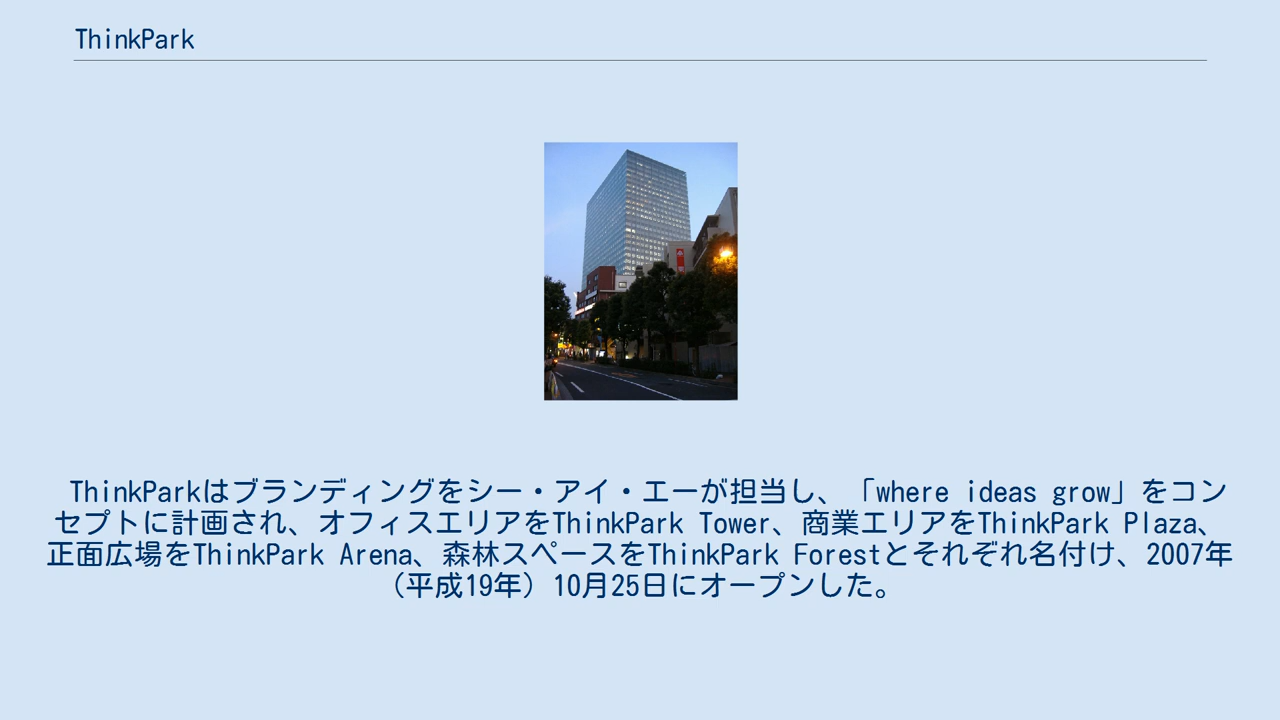 ThinkPark
ThinkParkはブランディングをシー・アイ・エーが担当し、「where ideas grow」をコン
セプトに計画され、オフィスエリアをThinkPark Tower、商業エリアをThinkPark Plaza、
正面広場をThinkPark Arena、森林スペースをThinkPark Forestとそれぞれ名付け、2007年
（平成19年）10月25日にオープンした。